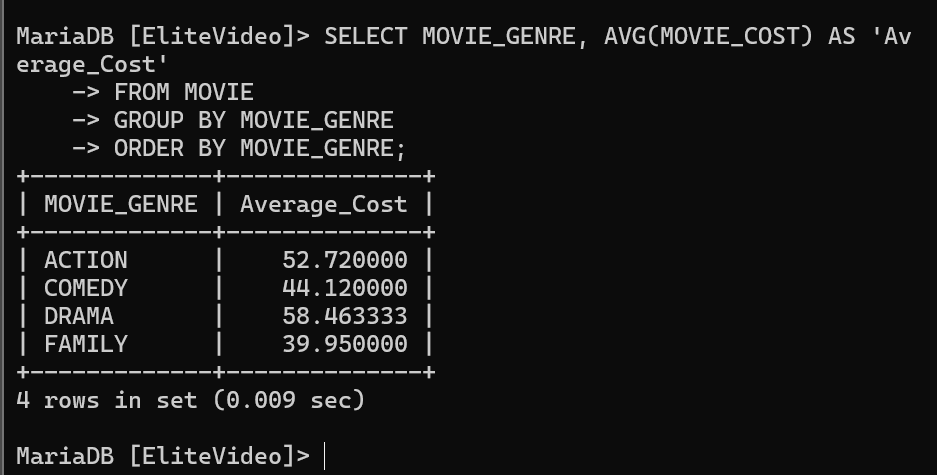 MariaDB [EliteVideo]> SELECT MOVIE_GENRE, AVG(MOVIE_COST) AS 'Av
erage_Cost'
    -> FROM MOVIE
    -> GROUP BY MOVIE_GENRE
    -> ORDER BY MOVIE_GENRE;
+-------------+--------------+
| MOVIE_GENRE | Average_Cost |
+-------------+--------------+
| ACTION      |    52.720000 |
| COMEDY      |    44.120000 |
| DRAMA       |    58.463333 |
| FAMILY      |    39.950000 |
+-------------+--------------+
4 rows in set (0.009 sec)

MariaDB [EliteVideo]>